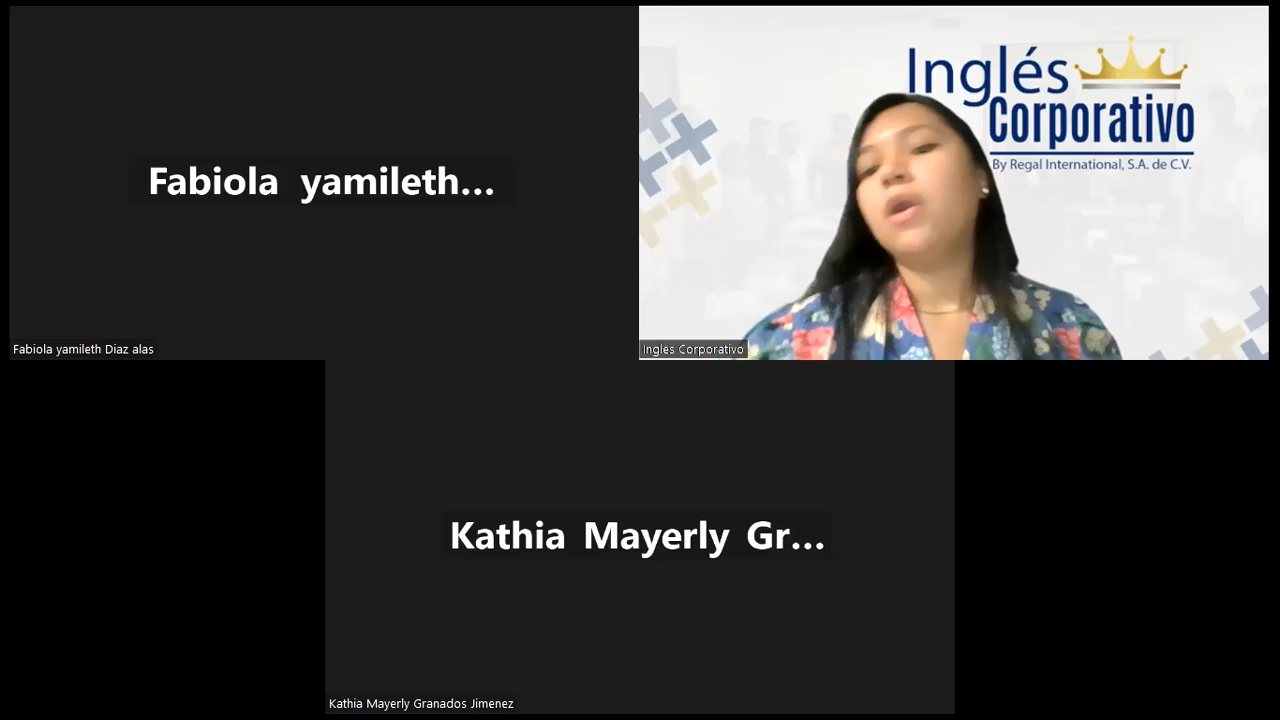 Fabiola yamileth...
Fabiola yamileth Diaz alas
Inglés
Corporativo
By Regal International, S.A. de C.V.
Ingles Corporativo
Kathia Mayerly Gr...
Kathia Mayerly Granados Jimenez